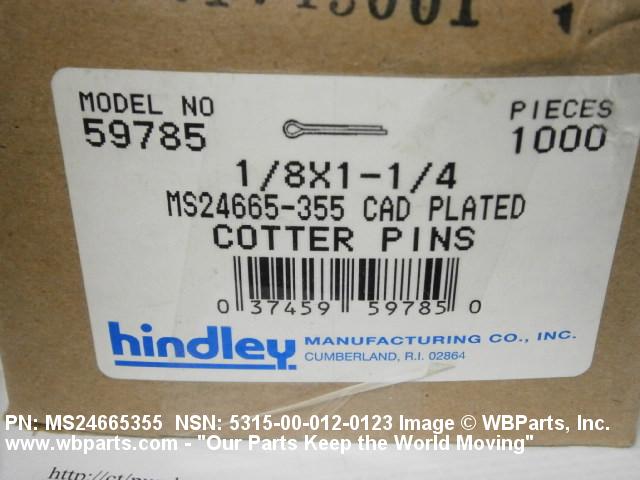 MODEL NO
59785
PIECES
1000
1/8X1-1/4
MS24665-355 CAD PLATED
COTTER PINS
0 37459 59785 0
hindley MANUFACTURING CO., INC.
CUMBERLAND, R.I. 02864
PN: MS24665355 NSN: 5315-00-012-0123 Image © WBParts, Inc.
www.wbparts.com - "Our Parts Keep the World Moving"